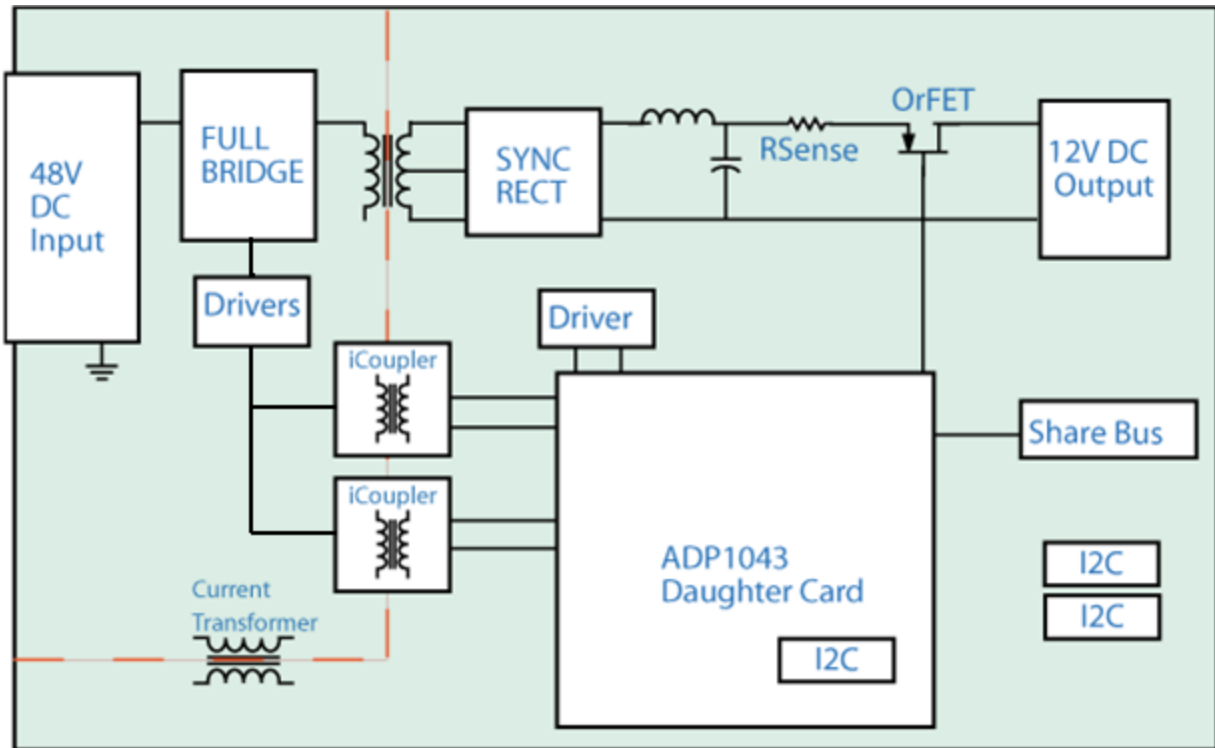 48V
DC
Input
FULL
BRIDGE
SYNC
RECT
RSense
OrFET
12V DC
Output
Drivers
iCoupler
iCoupler
Driver
Share Bus
ADP1043
Daughter Card
I2C
I2C
I2C
Current
Transformer